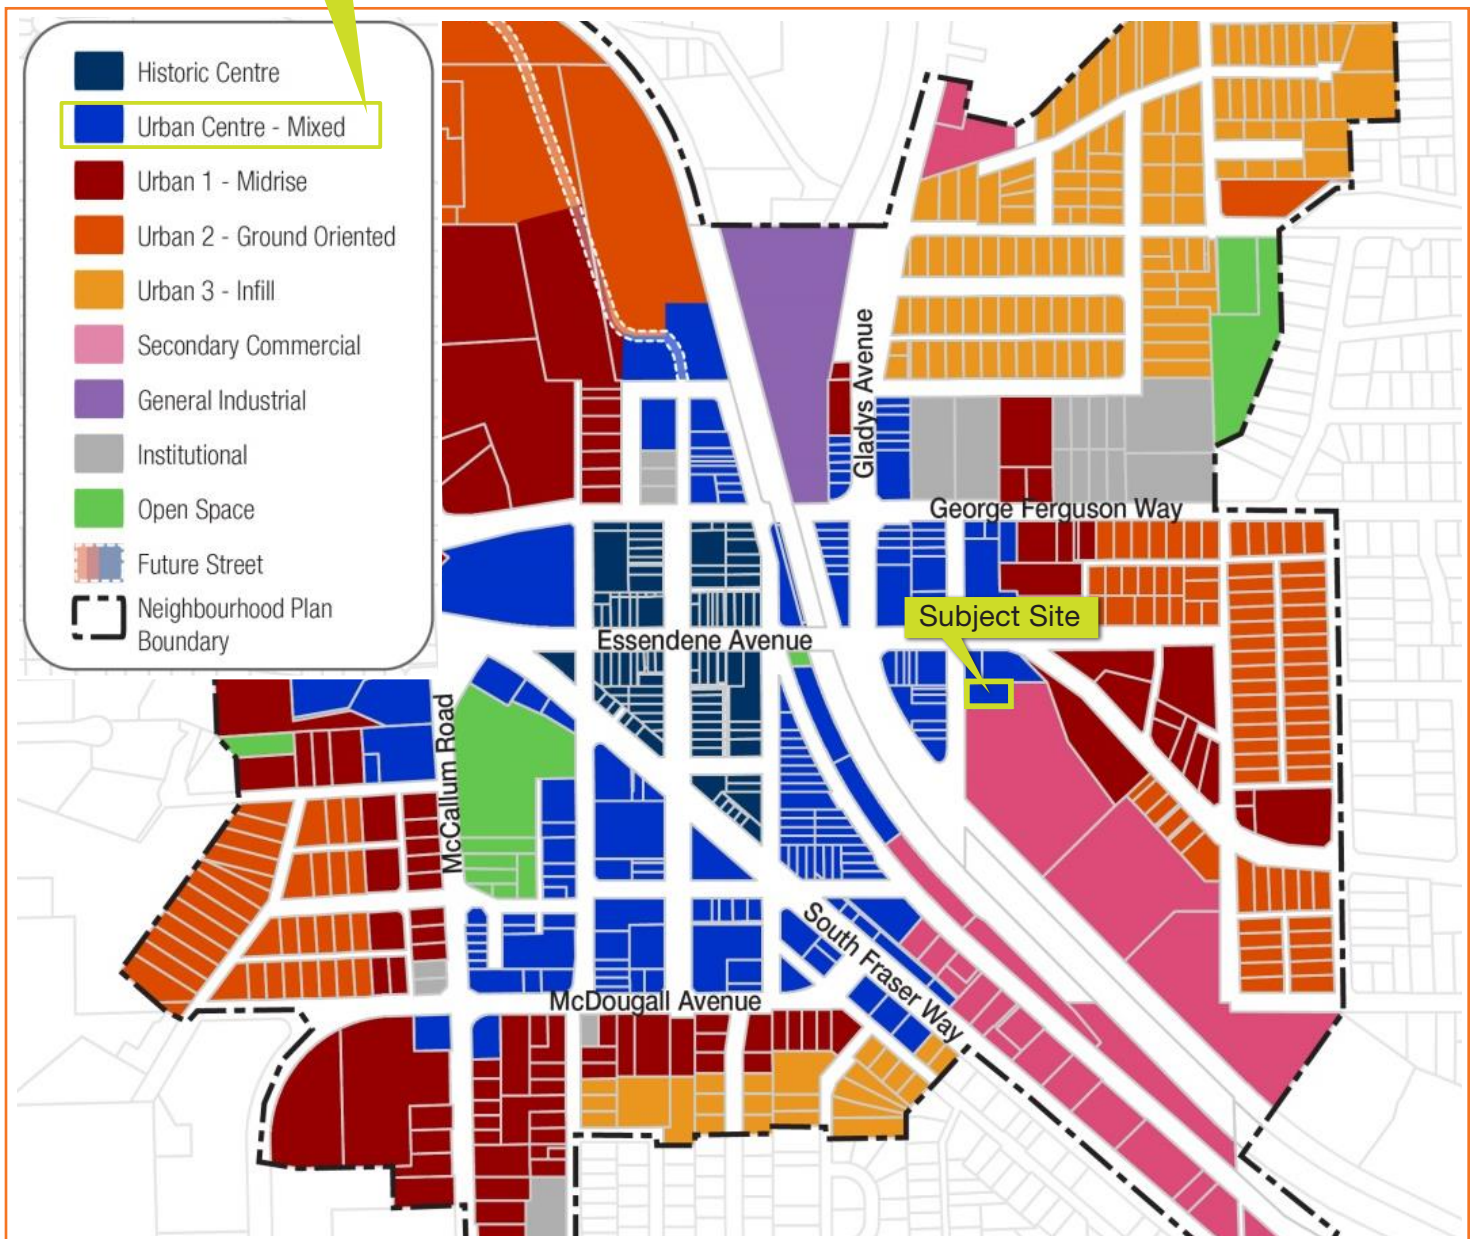 Historic Centre
Urban Centre - Mixed
Urban 1 - Midrise
Urban 2 - Ground Oriented
Urban 3 - Infill
Secondary Commercial
General Industrial
Institutional
Open Space
Future Street
Neighbourhood Plan
Boundary
Gladys Avenue
George Ferguson Way
Subject Site
Essendene Avenue
McCallum Road
South Fraser Way
McDougall Avenue